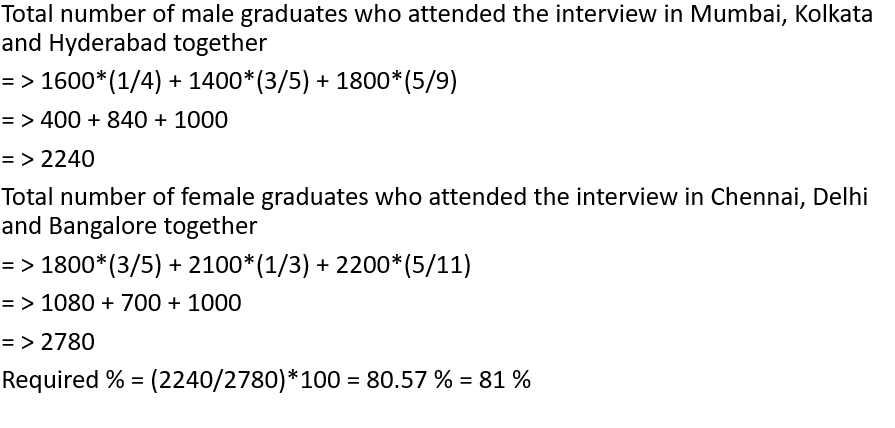 Total number of male graduates who attended the interview in Mumbai, Kolkata
and Hyderabad together
= > 1600*(1/4) + 1400*(3/5) + 1800*(5/9)
= > 400 + 840 + 1000
= > 2240
Total number of female graduates who attended the interview in Chennai, Delhi
and Bangalore together
= > 1800*(3/5) + 2100*(1/3) + 2200*(5/11)
= > 1080 + 700 + 1000
= > 2780
Required % = (2240/2780)*100 = 80.57 % = 81 %